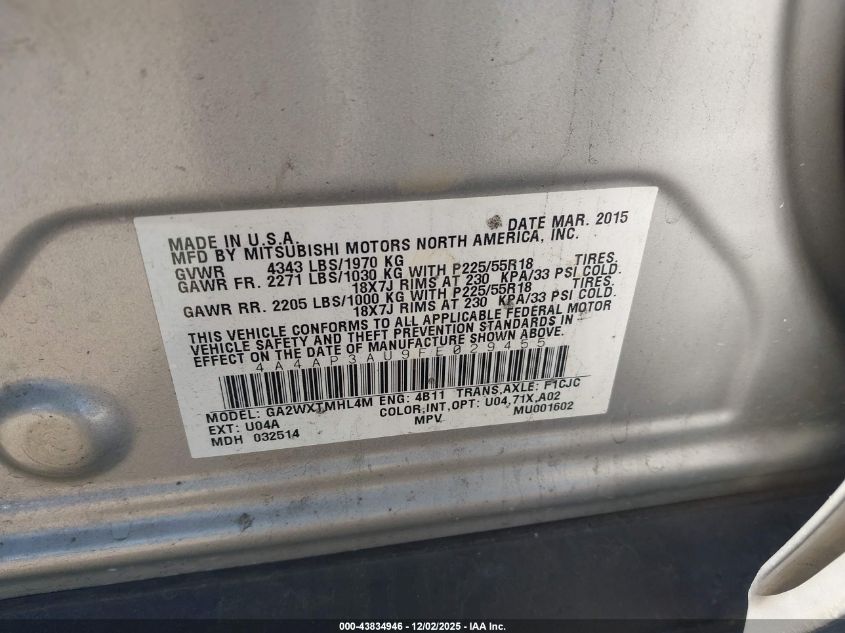 DATE MAR. 2015
MADE IN U.S.A.
MFD BY MITSUBISHI MOTORS NORTH AMERICA, INC.
GVWR 4343 LBS/1970 KG
GAWR FR. 2271 LBS/1030 KG WITH P225/55R18 TIRES.
18X7J RIMS AT 230 KPA/33 PSI COLD.
GAWR RR. 2205 LBS/1000 KG WITH P225/55R18 TIRES.
18X7J RIMS AT 230 KPA/33 PSI COLD.
THIS VEHICLE CONFORMS TO ALL APPLICABLE FEDERAL MOTOR
VEHICLE SAFETY AND THEFT PREVENTION STANDARDS IN
EFFECT ON THE DATE OF MANUFACTURE SHOWN ABOVE.
4A4AP3AU9FE029455
MODEL: GA2WXTMHL4M ENG: 4B11 TRANS,AXLE: F1CJC
EXT: U04A COLOR,INT,OPT: U04,71X,A02
MDH 032514 MPV MU001602
000-43834946 - 12/02/2025 - IAA Inc.